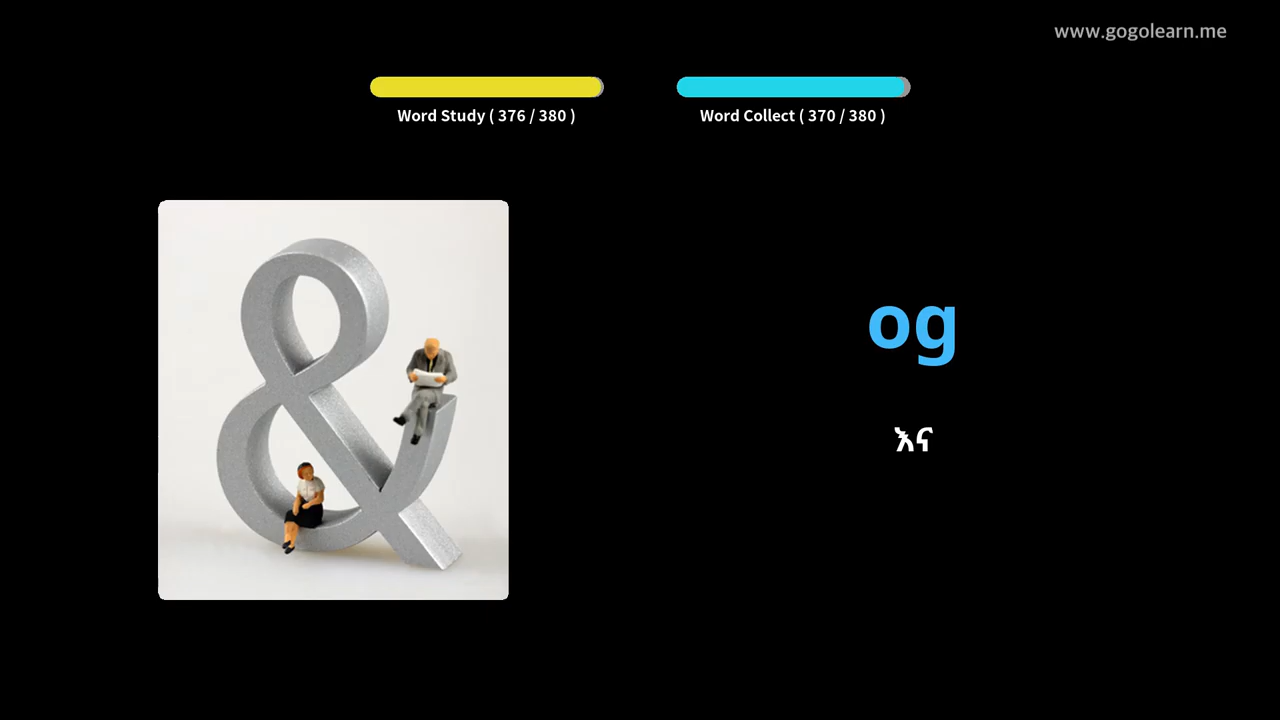 www.gogolearn.me
Word Study ( 376 / 380 )
Word Collect ( 370 / 380 )
&
og
እና